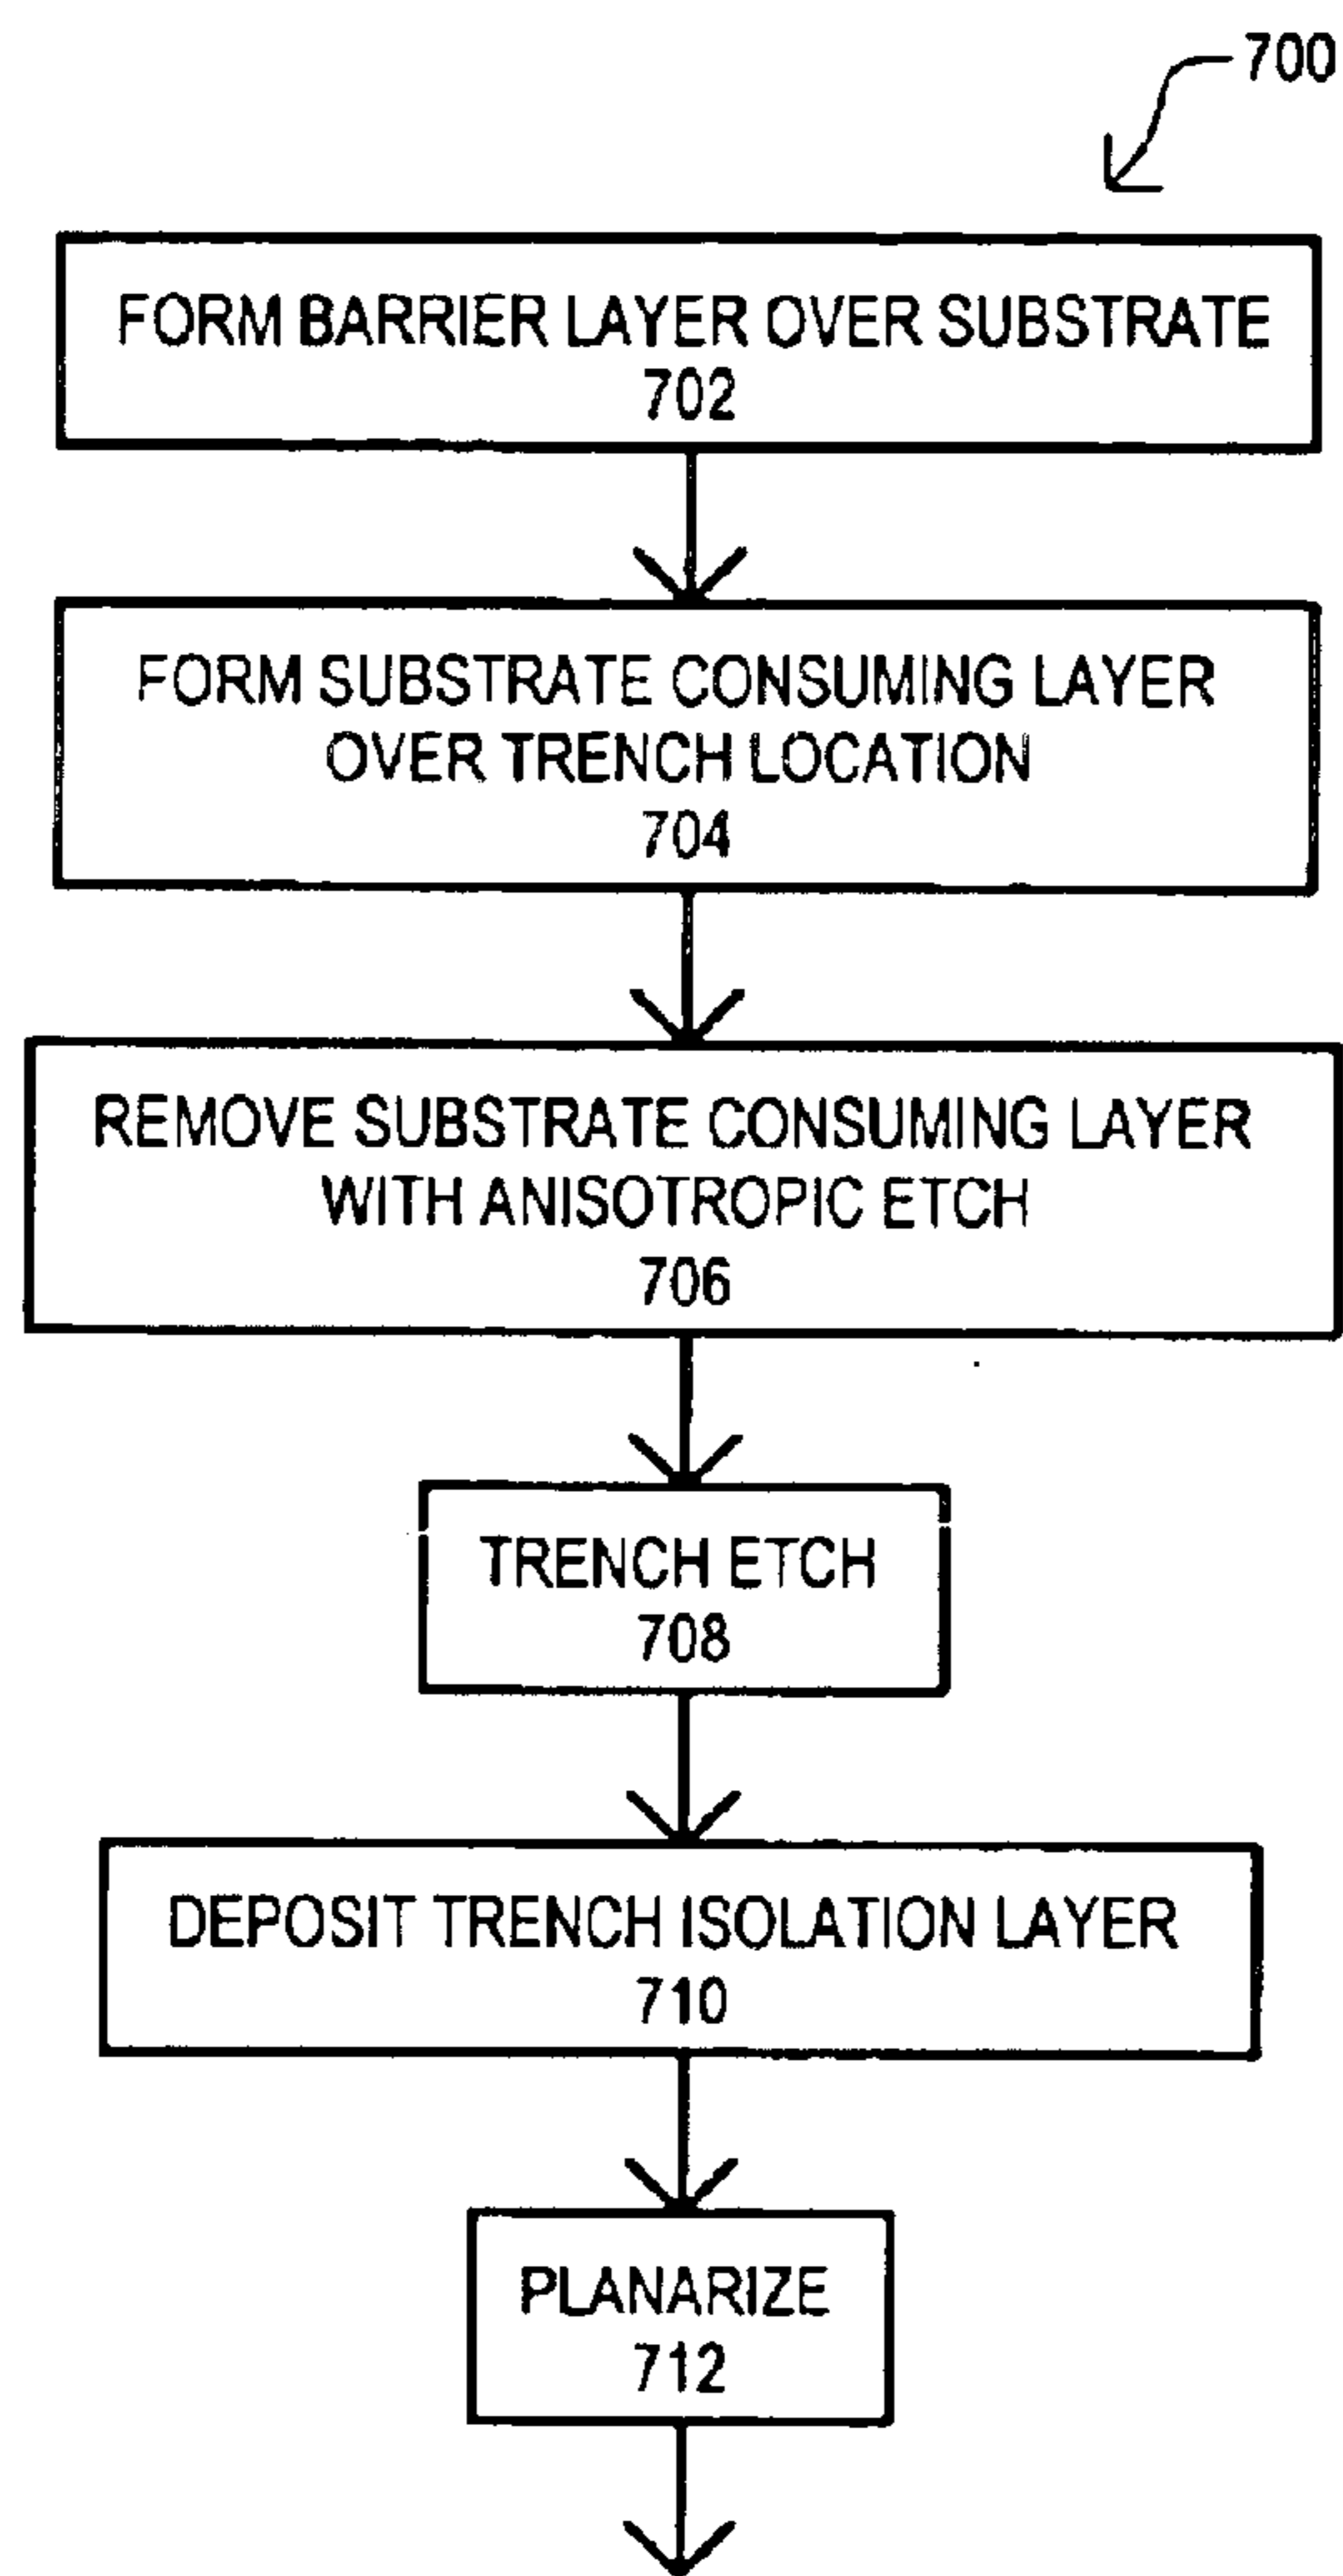 700
FORM BARRIER LAYER OVER SUBSTRATE
702
FORM SUBSTRATE CONSUMING LAYER
OVER TRENCH LOCATION
704
REMOVE SUBSTRATE CONSUMING LAYER
WITH ANISOTROPIC ETCH
706
TRENCH ETCH
708
DEPOSIT TRENCH ISOLATION LAYER
710
PLANARIZE
712